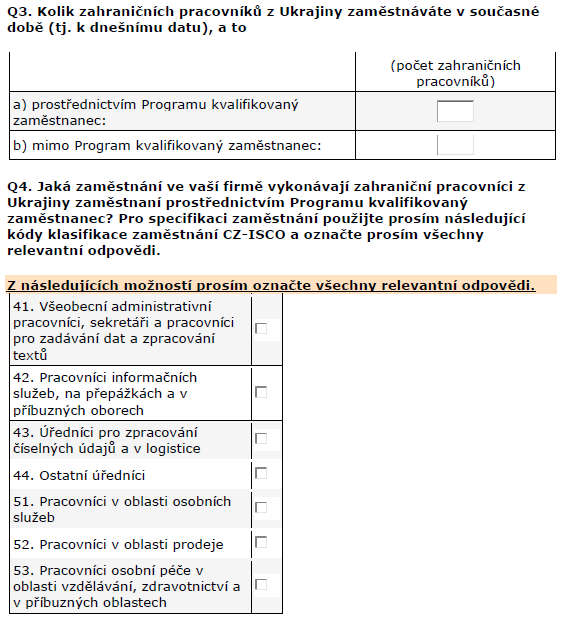 Q3. Kolik zahraničních pracovníků z Ukrajiny zaměstnáváte v současné
době (tj. k dnešnímu datu), a to
(počet zahraničních
pracovníků)
a) prostřednictvím Programu kvalifikovaný
zaměstnanec:
b) mimo Program kvalifikovaný zaměstnanec:
Q4. Jaká zaměstnání ve vaší firmě vykonávají zahraniční pracovníci z
Ukrajiny zaměstnaní prostřednictvím Programu kvalifikovaný
zaměstnanec? Pro specifikaci zaměstnání použijte prosím následující
kódy klasifikace zaměstnání CZ-ISCO a označte prosím všechny
relevantní odpovědi.
Z následujících možností prosím označte všechny relevantní odpovědi.
41. Všeobecní administrativní
pracovníci, sekretáři a pracovníci
pro zadávání dat a zpracování
textů
42. Pracovníci informačních
služeb, na přepážkách a v
příbuzných oborech
43. Úředníci pro zpracování
číselných údajů a v logistice
44. Ostatní úředníci
51. Pracovníci v oblasti osobních
služeb
52. Pracovníci v oblasti prodeje
53. Pracovníci osobní péče v
oblasti vzdělávání, zdravotnictví a
v příbuzných oblastech